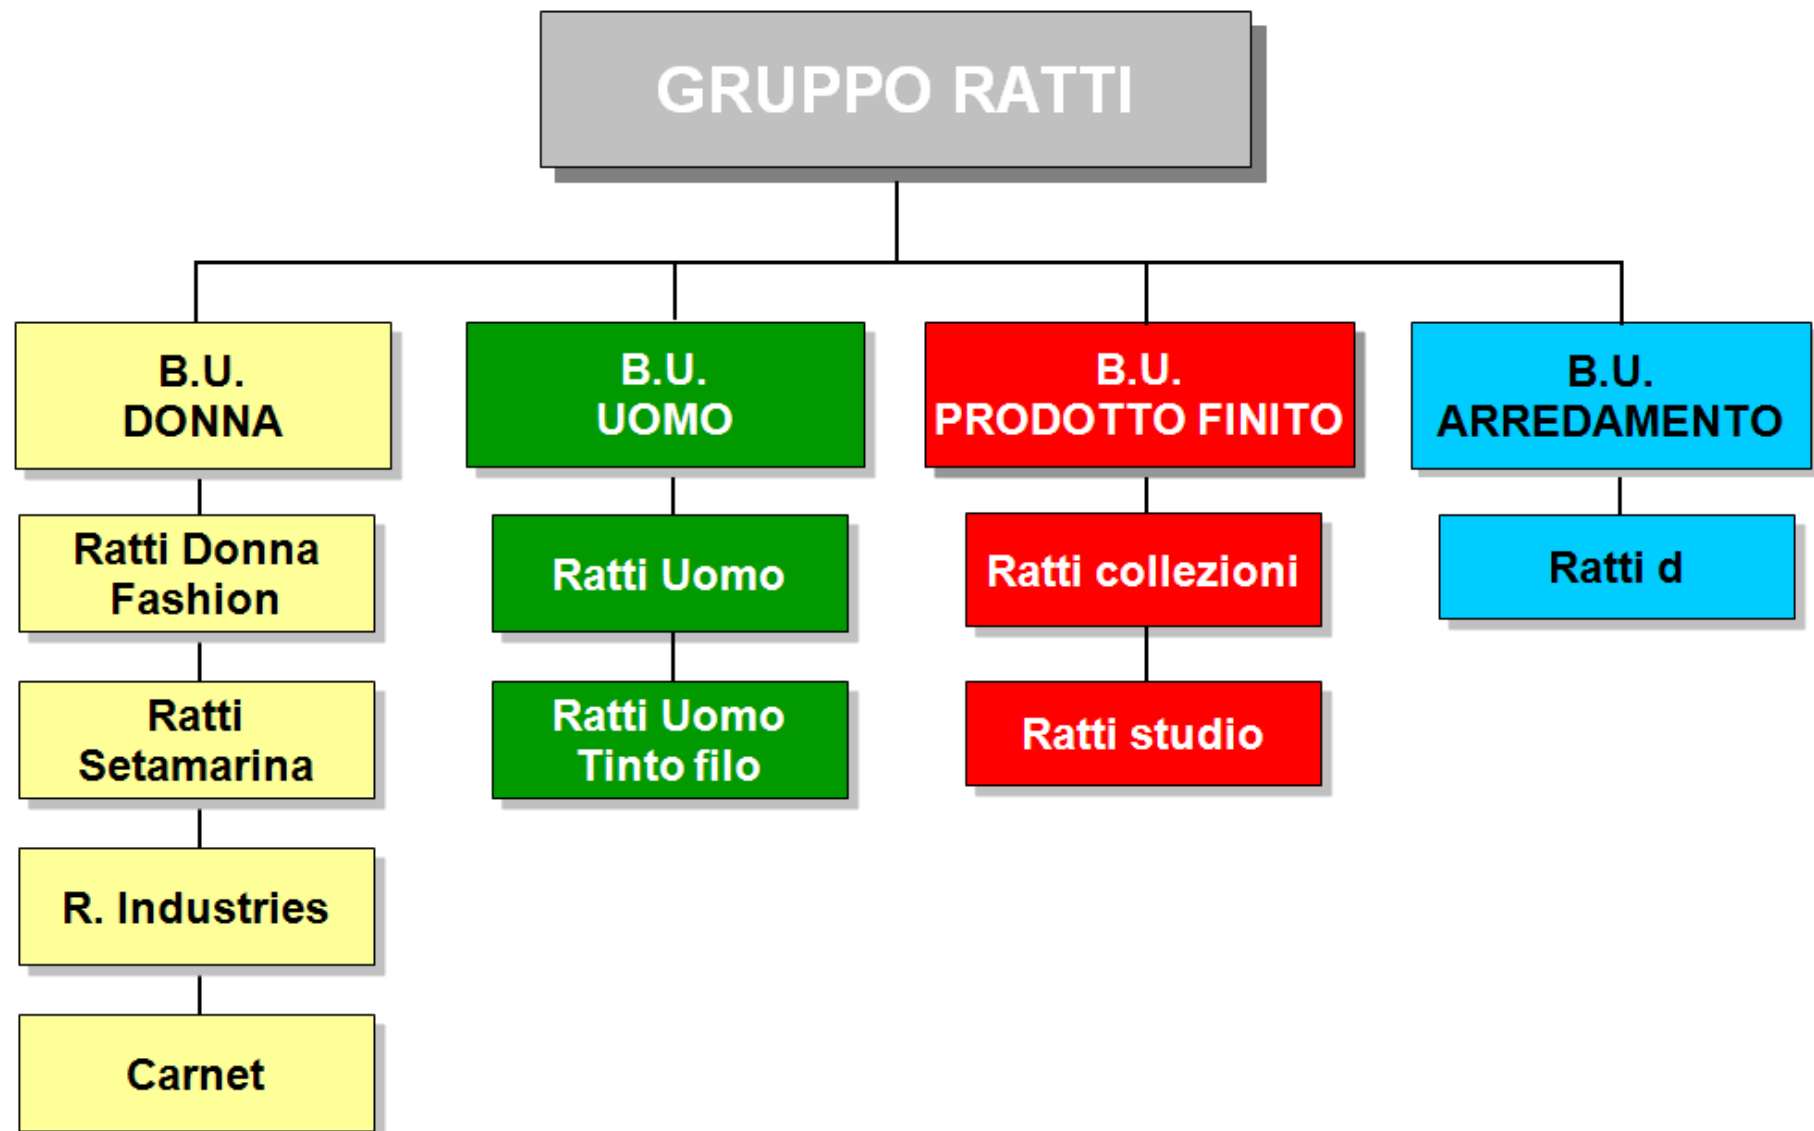 GRUPPO RATTI
B.U.
DONNA
Ratti Donna
Fashion
Ratti
Setamarina
R. Industries
Carnet
B.U.
UOMO
Ratti Uomo
Ratti Uomo
Tinto filo
B.U.
PRODOTTO FINITO
Ratti collezioni
Ratti studio
B.U.
ARREDAMENTO
Ratti d